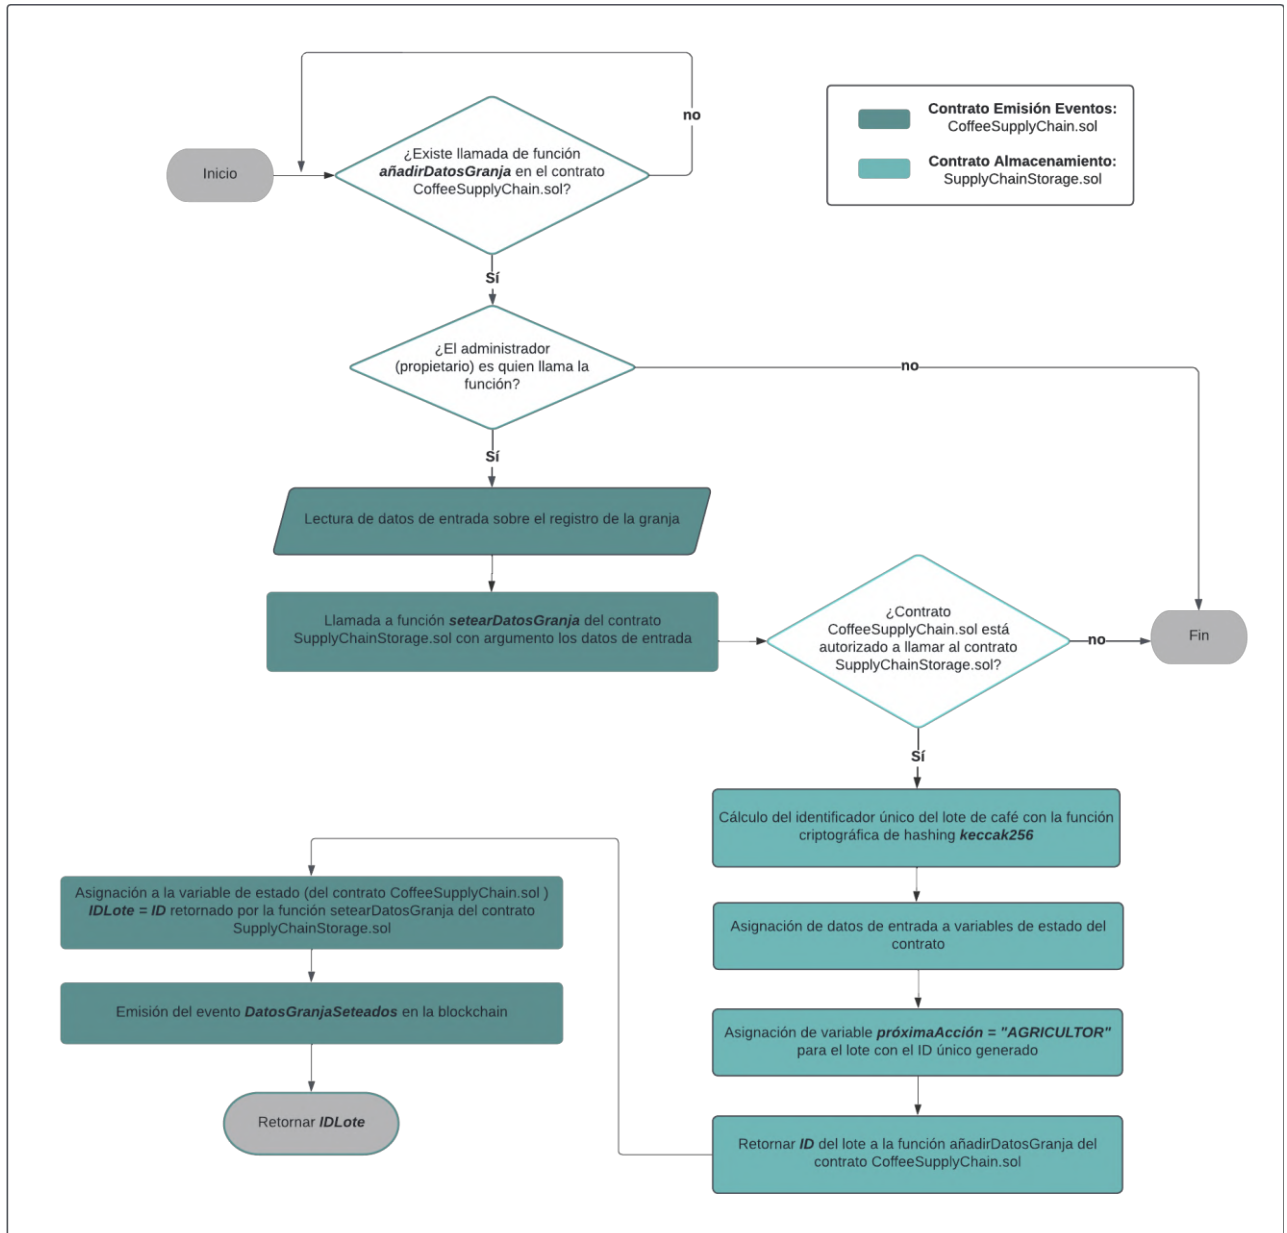 no
Contrato Emisión Eventos:
CoffeeSupplyChain.sol
Contrato Almacenamiento:
SupplyChainStorage.sol
Inicio
¿Existe llamada de función
añadirDatosGranja en el contrato
CoffeeSupplyChain.sol?
Sí
¿El administrador
(propietario) es quien llama la
función?
no
Sí
Lectura de datos de entrada sobre el registro de la granja
Llamada a función setearDatosGranja del contrato
SupplyChainStorage.sol con argumento los datos de entrada
¿Contrato
CoffeeSupplyChain.sol está
autorizado a llamar al contrato
SupplyChainStorage.sol?
no
Fin
Sí
Cálculo del identificador único del lote de café con la función
criptográfica de hashing keccak256
Asignación de datos de entrada a variables de estado del
contrato
Asignación de variable próximaAcción = "AGRICULTOR"
para el lote con el ID único generado
Retornar ID del lote a la función añadirDatosGranja del
contrato CoffeeSupplyChain.sol
Asignación a la variable de estado (del contrato CoffeeSupplyChain.sol )
IDLote = ID retornado por la función setearDatosGranja del contrato
SupplyChainStorage.sol
Emisión del evento DatosGranjaSeteados en la blockchain
Retornar IDLote